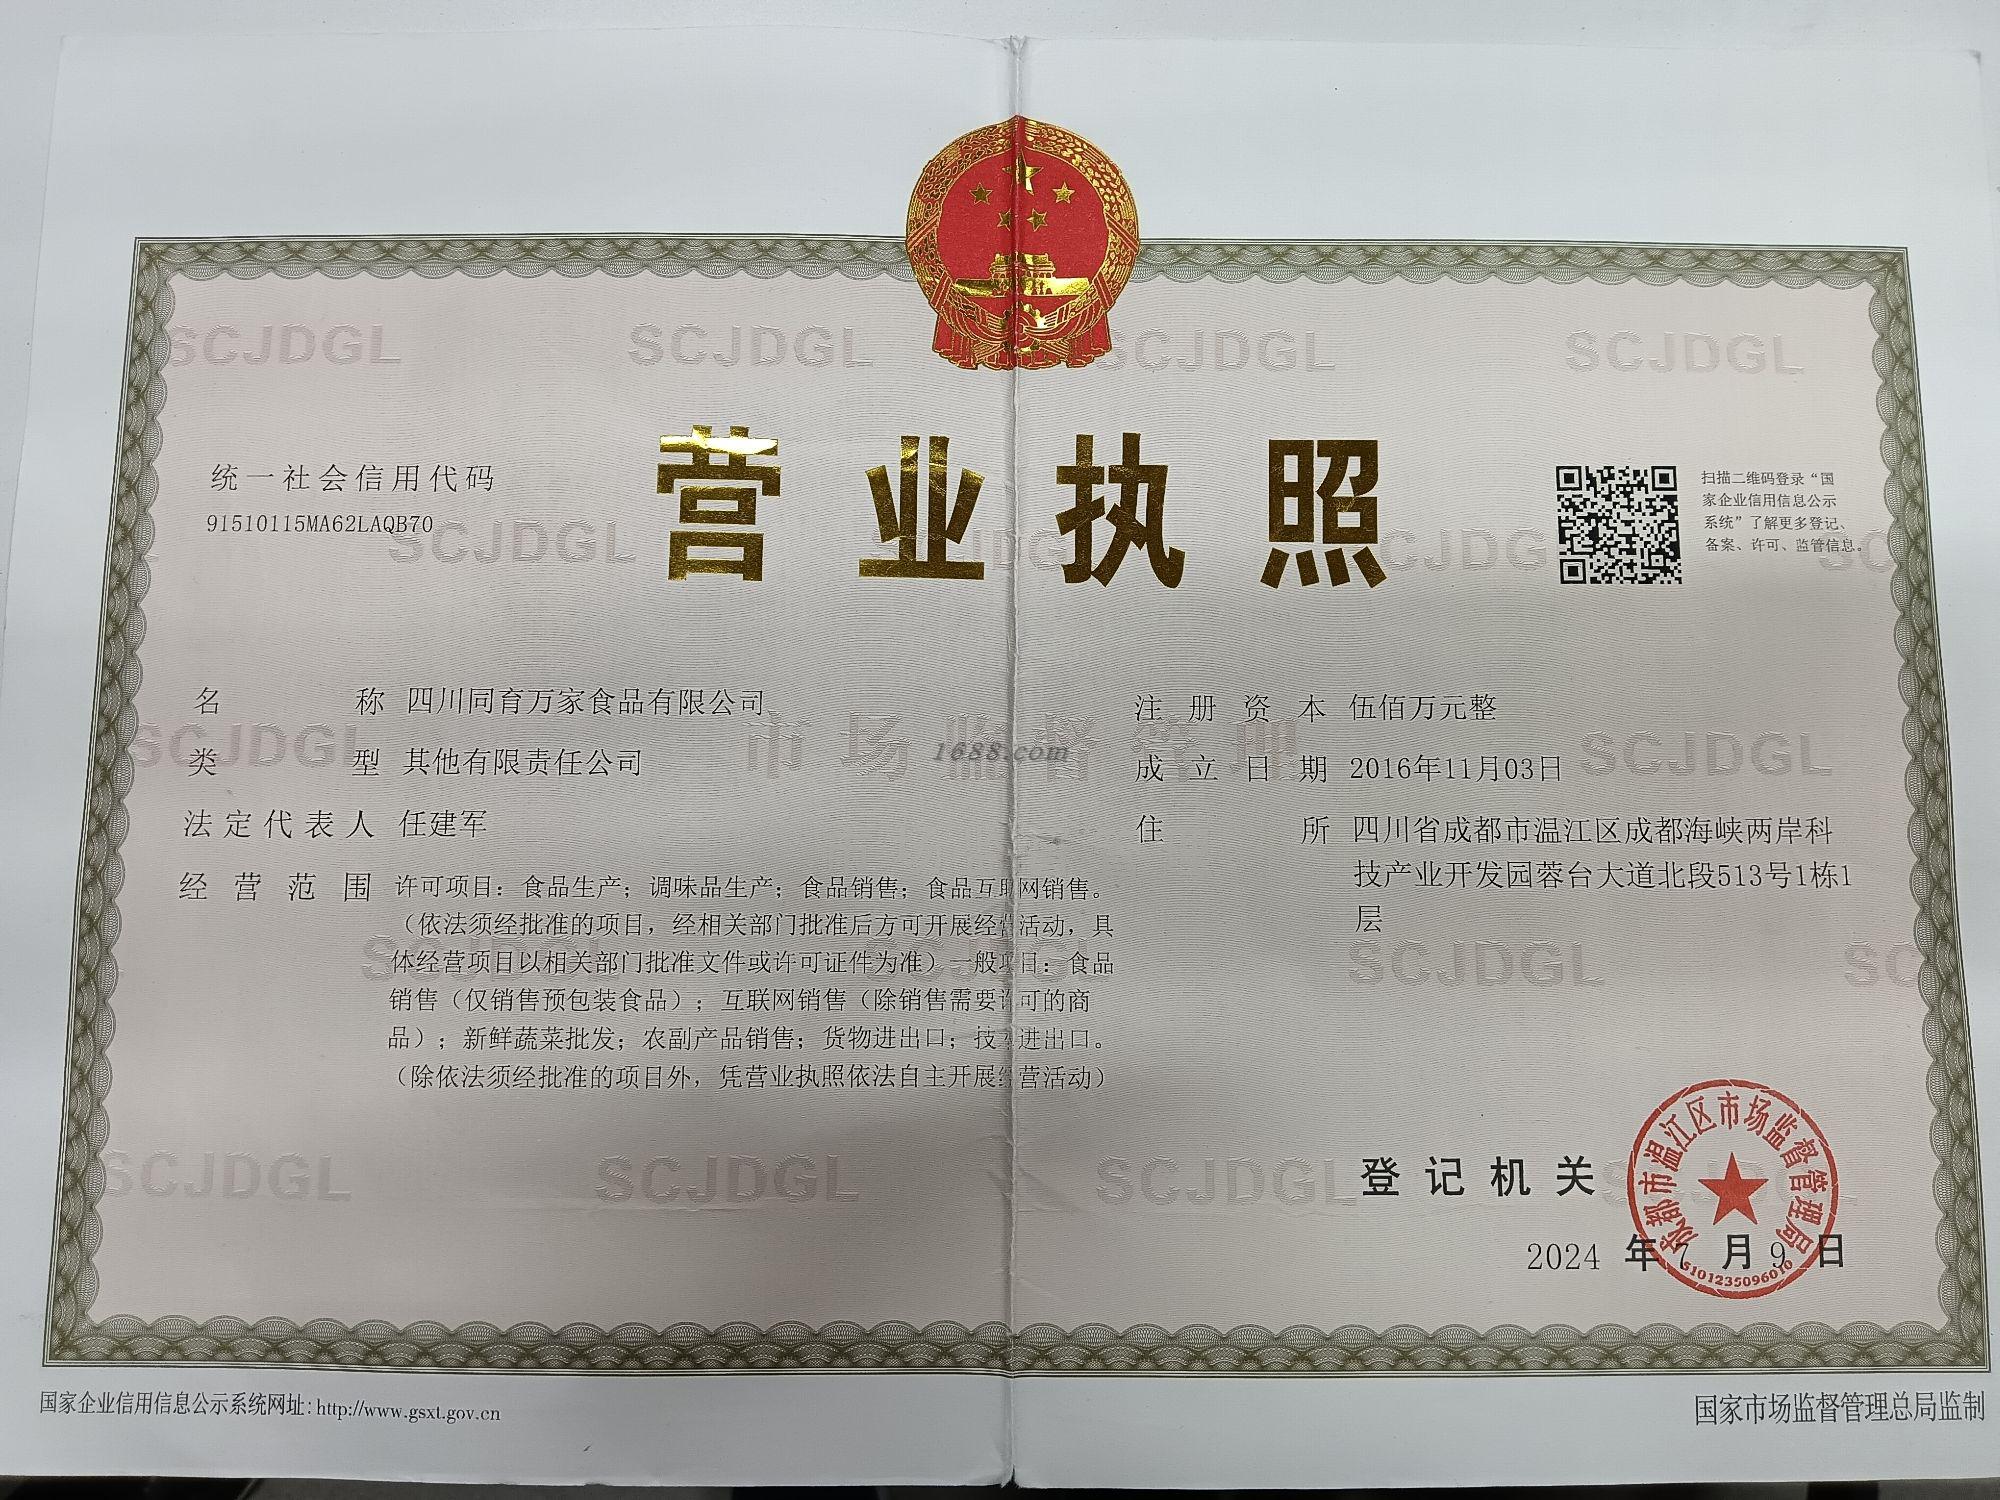 营业执照
统一社会信用代码
91510115MA62LAQB70
扫描二维码登录“国
家企业信用信息公示
系统”了解更多登记、
备案、许可、监管信息。
名称 四川同育万家食品有限公司
类型 其他有限责任公司
法定代表人 任建军
经营范围 许可项目：食品生产；调味品生产；食品销售；食品互联网销售。
（依法须经批准的项目，经相关部门批准后方可开展经营活动，具
体经营项目以相关部门批准文件或许可证件为准）一般项目：食品
销售（仅销售预包装食品）；互联网销售（除销售需要许可的商
品）；新鲜蔬菜批发；农副产品销售；货物进出口；技术进出口。
（除依法须经批准的项目外，凭营业执照依法自主开展经营活动）
注册资本 伍佰万元整
成立日期 2016年11月03日
住所 四川省成都市温江区成都海峡两岸科
技产业开发园蓉台大道北段513号1栋1
层
1688.com
市场监督管理
SCJDGL
登记机关
成都市温江区市场监督管理局
5101235096010
2024 年 7 月 9 日
国家企业信用信息公示系统网址：http://www.gsxt.gov.cn
国家市场监督管理总局监制